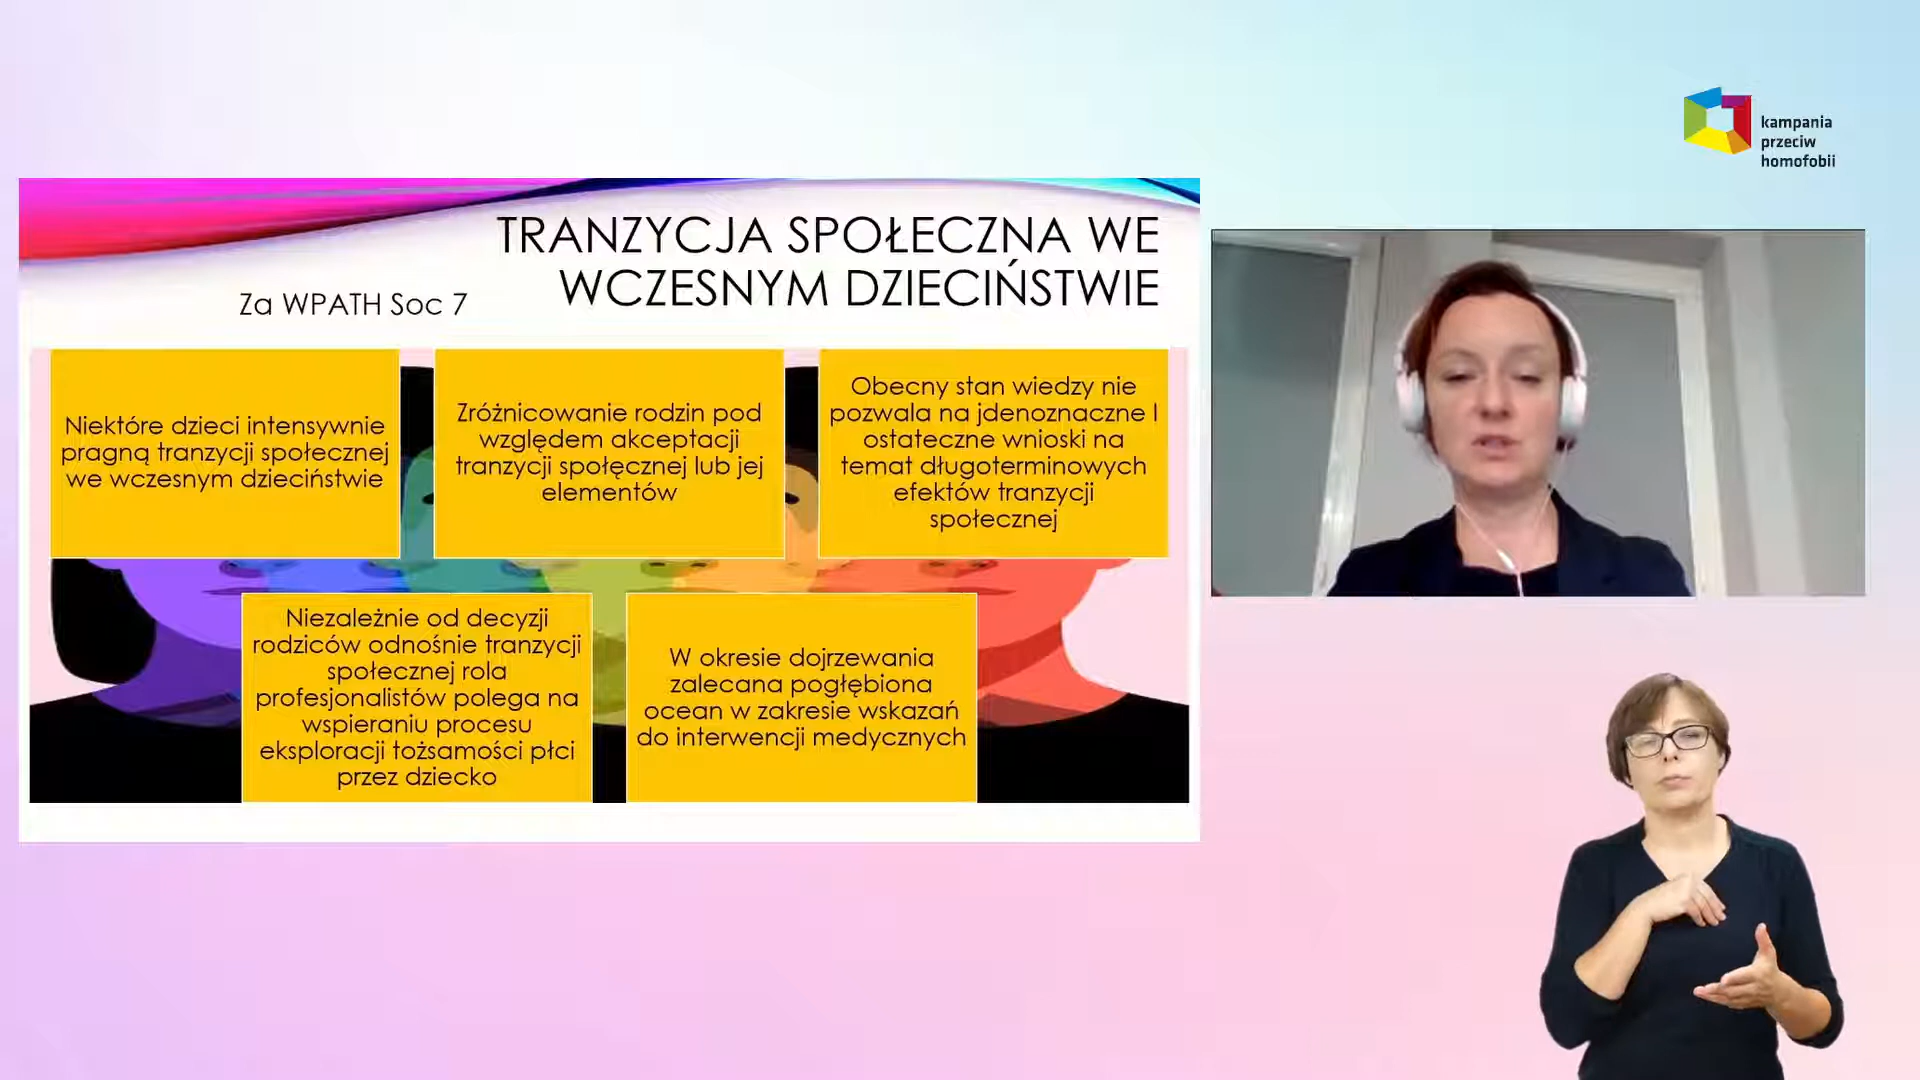 kampania
przeciw
homofobii
TRANZYCJA SPOŁECZNA WE
WCZESNYM DZIECIŃSTWIE
Za WPATH Soc 7
Niektóre dzieci intensywnie
pragną tranzycji społecznej
we wczesnym dzieciństwie
Zróżnicowanie rodzin pod
względem akceptacji
tranzycji społęcznej lub jej
elementów
Obecny stan wiedzy nie
pozwala na jdenoznaczne I
ostateczne wnioski na
temat długoterminowych
efektów tranzycji
społecznej
Niezależnie od decyzji
rodziców odnośnie tranzycji
społecznej rola
profesjonalistów polega na
wspieraniu procesu
eksploracji tożsamości płci
przez dziecko
W okresie dojrzewania
zalecana pogłębiona
ocean w zakresie wskazań
do interwencji medycznych